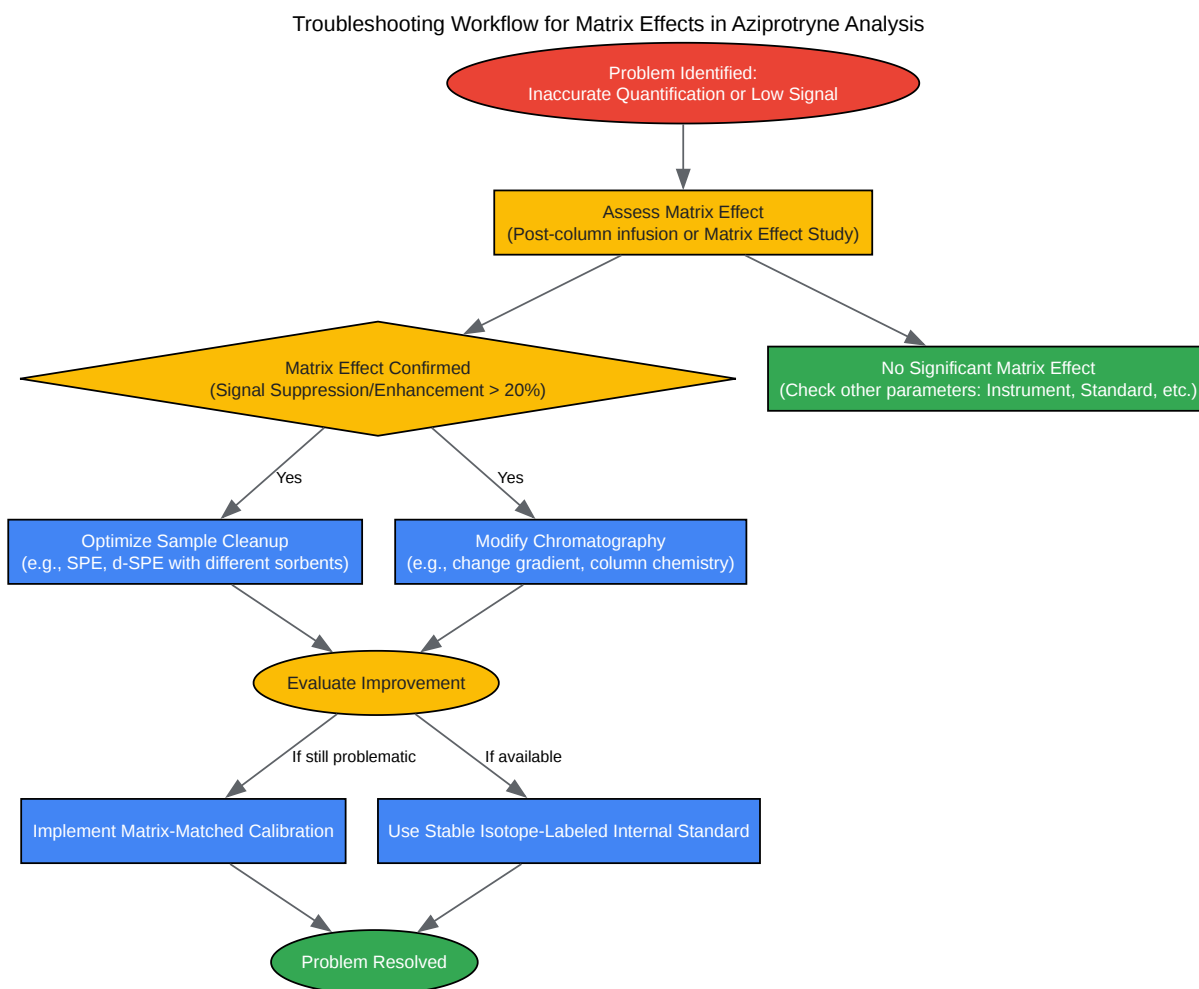 Troubleshooting Workflow for Matrix Effects in Aziprotryne Analysis
Problem Identified:
Inaccurate Quantification or Low Signal
Assess Matrix Effect
(Post-column infusion or Matrix Effect Study)
Matrix Effect Confirmed
(Signal Suppression/Enhancement > 20%)
No Significant Matrix Effect
(Check other parameters: Instrument, Standard, etc.)
Yes
Yes
Optimize Sample Cleanup
(e.g., SPE, d-SPE with different sorbents)
Modify Chromatography
(e.g., change gradient, column chemistry)
Evaluate Improvement
If still problematic
If available
Implement Matrix-Matched Calibration
Use Stable Isotope-Labeled Internal Standard
Problem Resolved